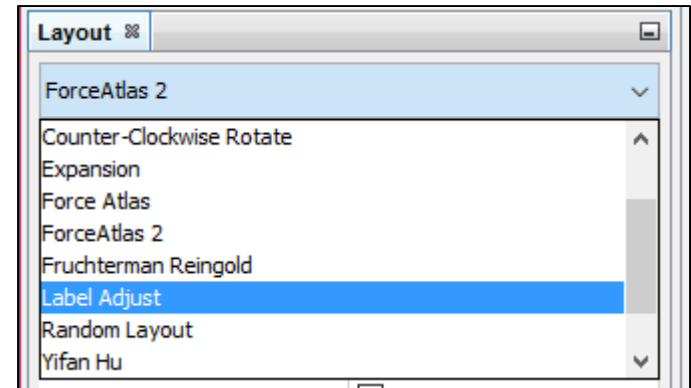 Layout
ForceAtlas 2
Counter-Clockwise Rotate
Expansion
Force Atlas
ForceAtlas 2
Fruchterman Reingold
Label Adjust
Random Layout
Yifan Hu